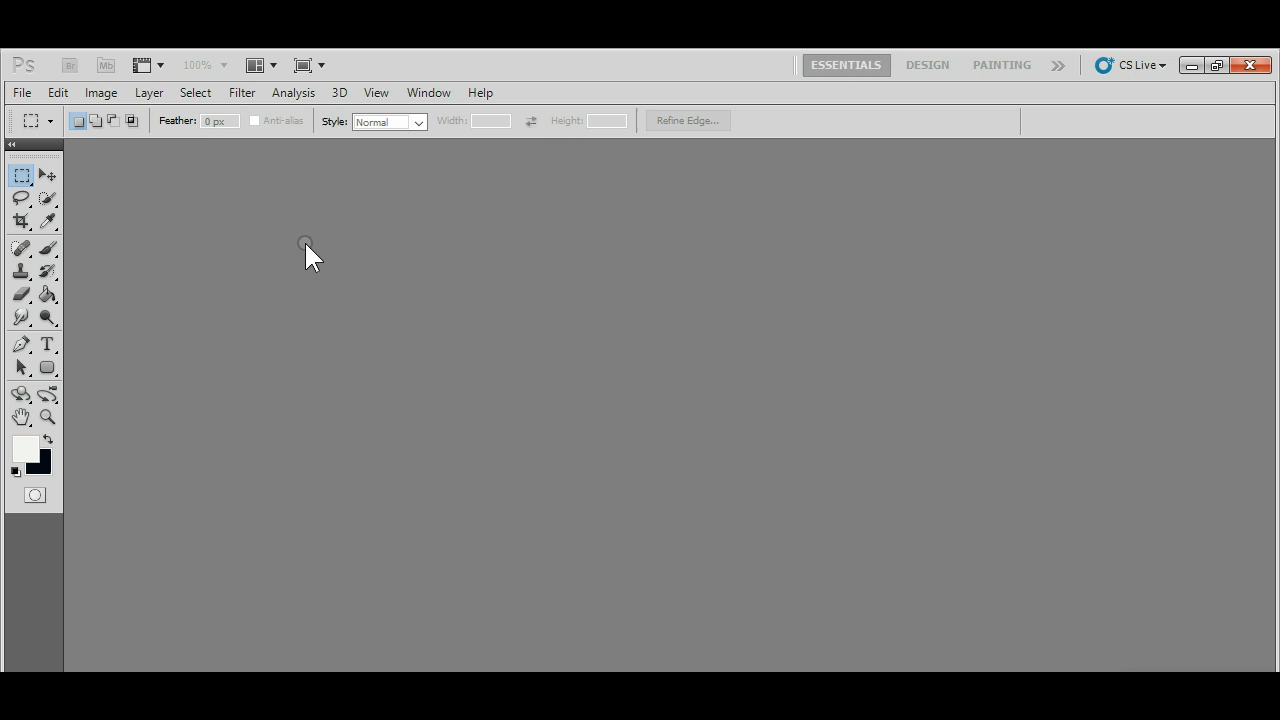 Ps Br Mb 100% ESSENTIALS DESIGN PAINTING CS Live
File Edit Image Layer Select Filter Analysis 3D View Window Help
Feather: 0 px Anti-alias Style: Normal Width: Height: Refine Edge...
T